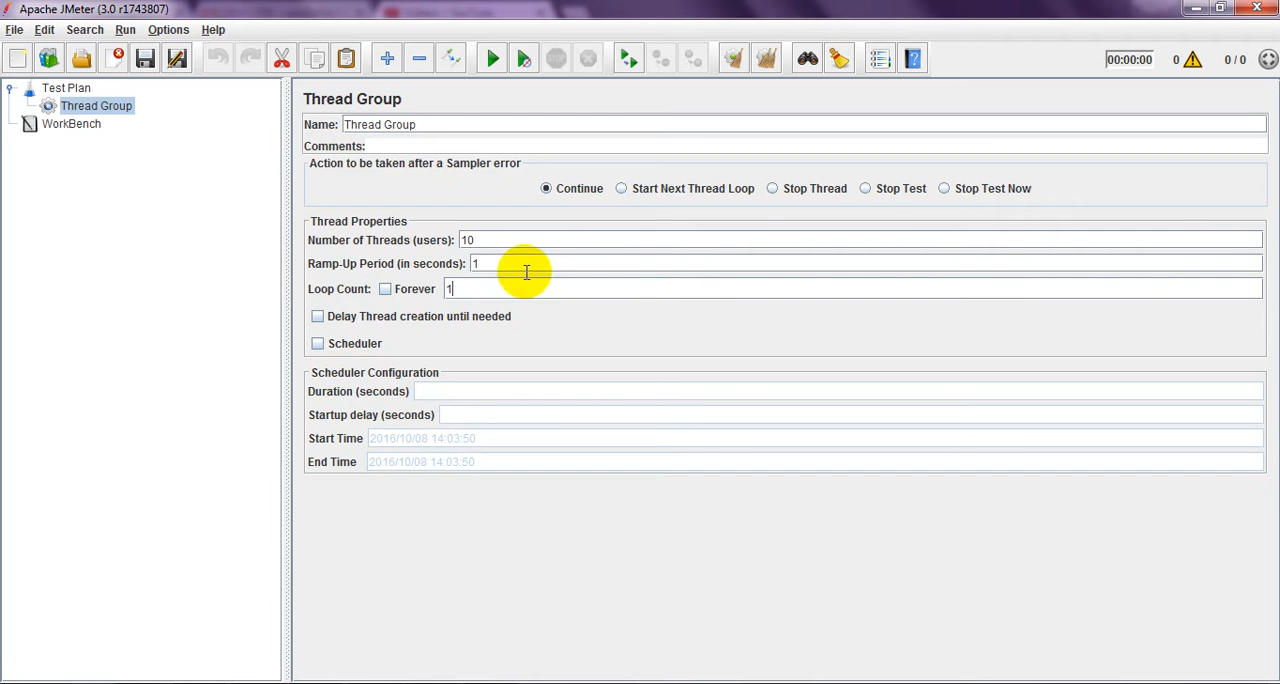 Apache JMeter (3.0 r1743807)
File Edit Search Run Options Help
00:00:00 0 0 / 0
Test Plan
Thread Group
WorkBench
Thread Group
Name: Thread Group
Comments:
Action to be taken after a Sampler error
Continue Start Next Thread Loop Stop Thread Stop Test Stop Test Now
Thread Properties
Number of Threads (users): 10
Ramp-Up Period (in seconds): 1
Loop Count: Forever 1
Delay Thread creation until needed
Scheduler
Scheduler Configuration
Duration (seconds)
Startup delay (seconds)
Start Time 2016/10/08 14:03:50
End Time 2016/10/08 14:03:50